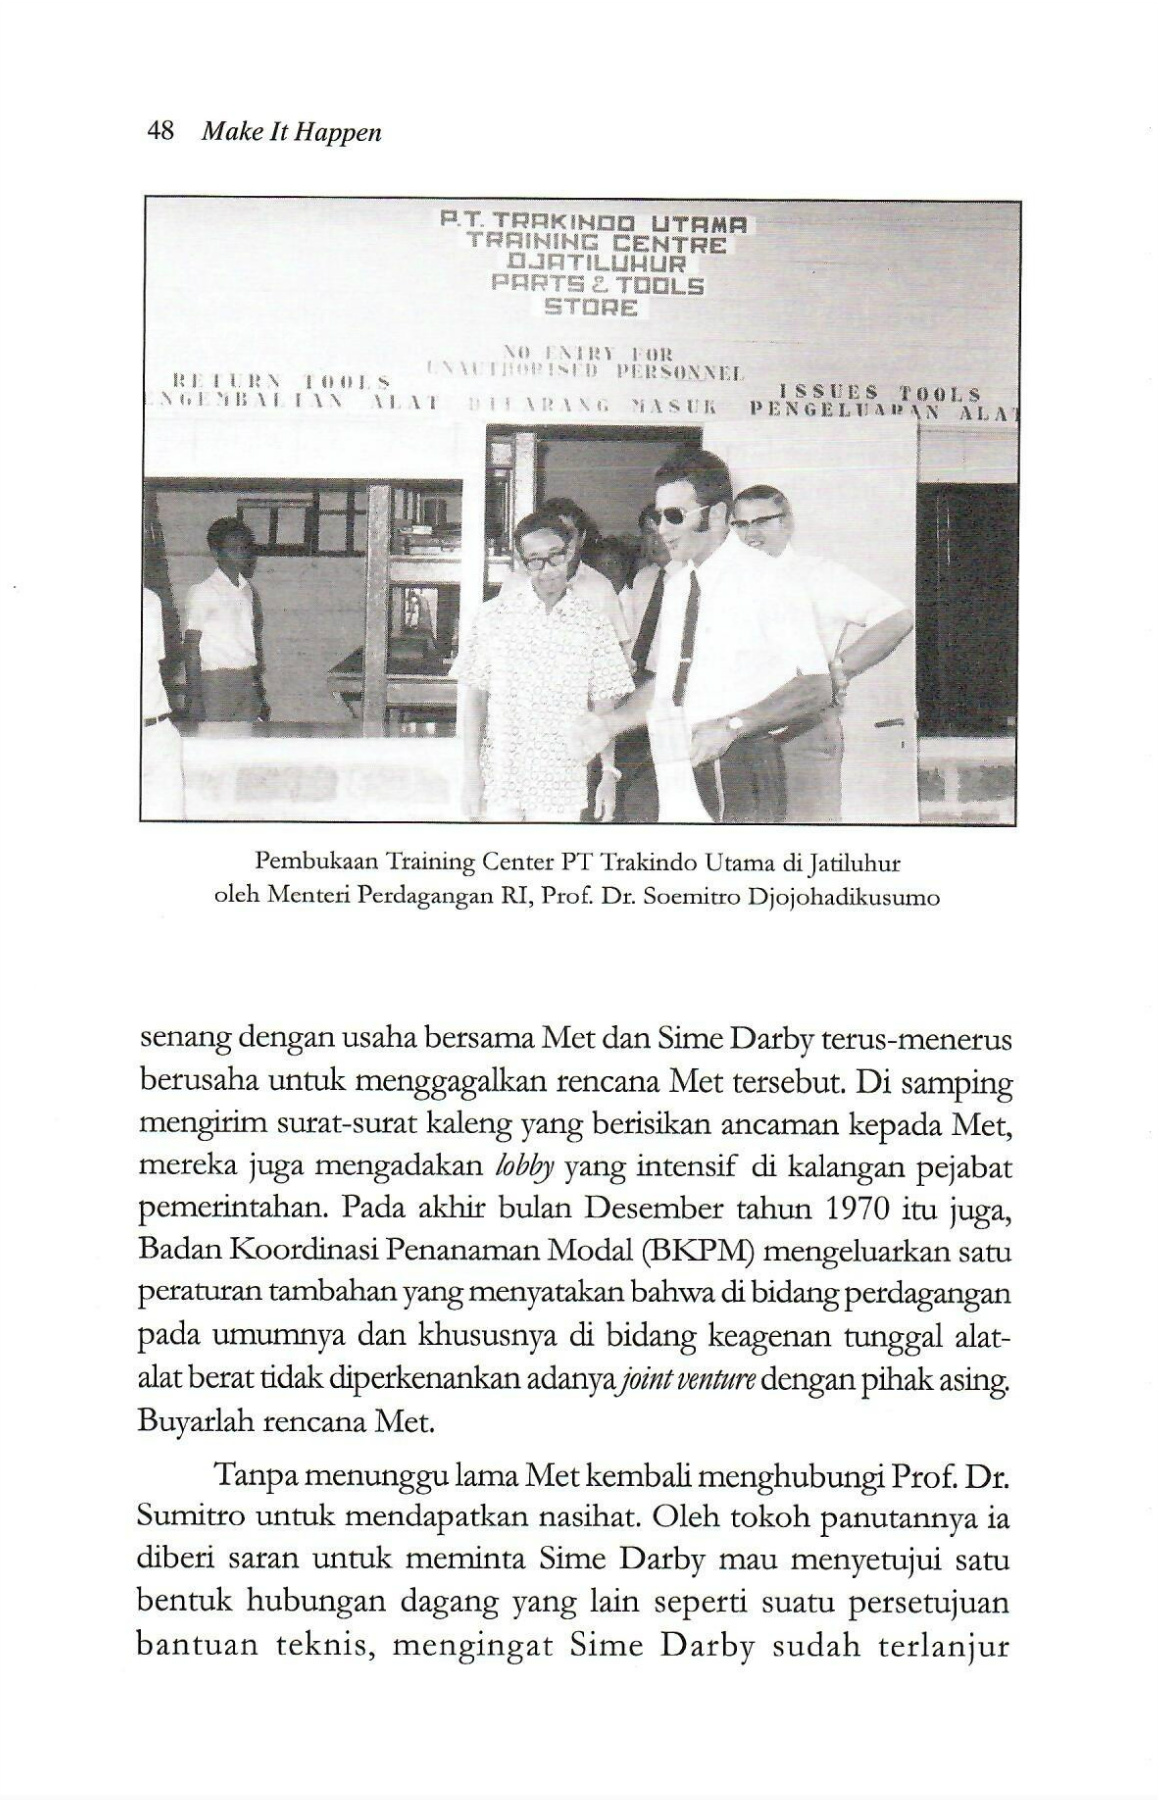 48 Make It Happen
P.T. TRAKINDO UTAMA
TRAINING CENTRE
DJATILUHUR
PARTS & TOOLS
STORE
NO ENTRY FOR
UNAUTHORISED PERSONNEL
DILARANG MASUK
RETURN TOOLS
ENGEMBALIAN ALAT
ISSUES TOOLS
PENGELUARAN ALAT
Pembukaan Training Center PT Trakindo Utama di Jatiluhur
oleh Menteri Perdagangan RI, Prof. Dr. Soemitro Djojohadikusumo
senang dengan usaha bersama Met dan Sime Darby terus-menerus
berusaha untuk menggagalkan rencana Met tersebut. Di samping
mengirim surat-surat kaleng yang berisikan ancaman kepada Met,
mereka juga mengadakan lobby yang intensif di kalangan pejabat
pemerintahan. Pada akhir bulan Desember tahun 1970 itu juga,
Badan Koordinasi Penanaman Modal (BKPM) mengeluarkan satu
peraturan tambahan yang menyatakan bahwa di bidang perdagangan
pada umumnya dan khususnya di bidang keagenan tunggal alat-
alat berat tidak diperkenankan adanya joint venture dengan pihak asing.
Buyarlah rencana Met.
Tanpa menunggu lama Met kembali menghubungi Prof. Dr.
Sumitro untuk mendapatkan nasihat. Oleh tokoh panutannya ia
diberi saran untuk meminta Sime Darby mau menyetujui satu
bentuk hubungan dagang yang lain seperti suatu persetujuan
bantuan teknis, mengingat Sime Darby sudah terlanjur